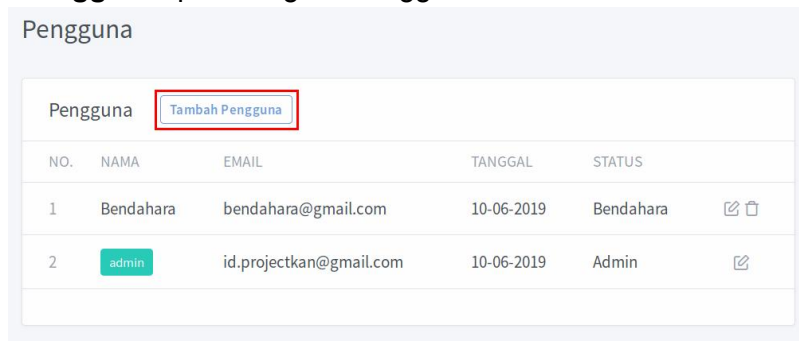 Pengguna
Pengguna Tambah Pengguna
NO. NAMA EMAIL TANGGAL STATUS
1 Bendahara bendahara@gmail.com 10-06-2019 Bendahara
2 admin id.projectkan@gmail.com 10-06-2019 Admin